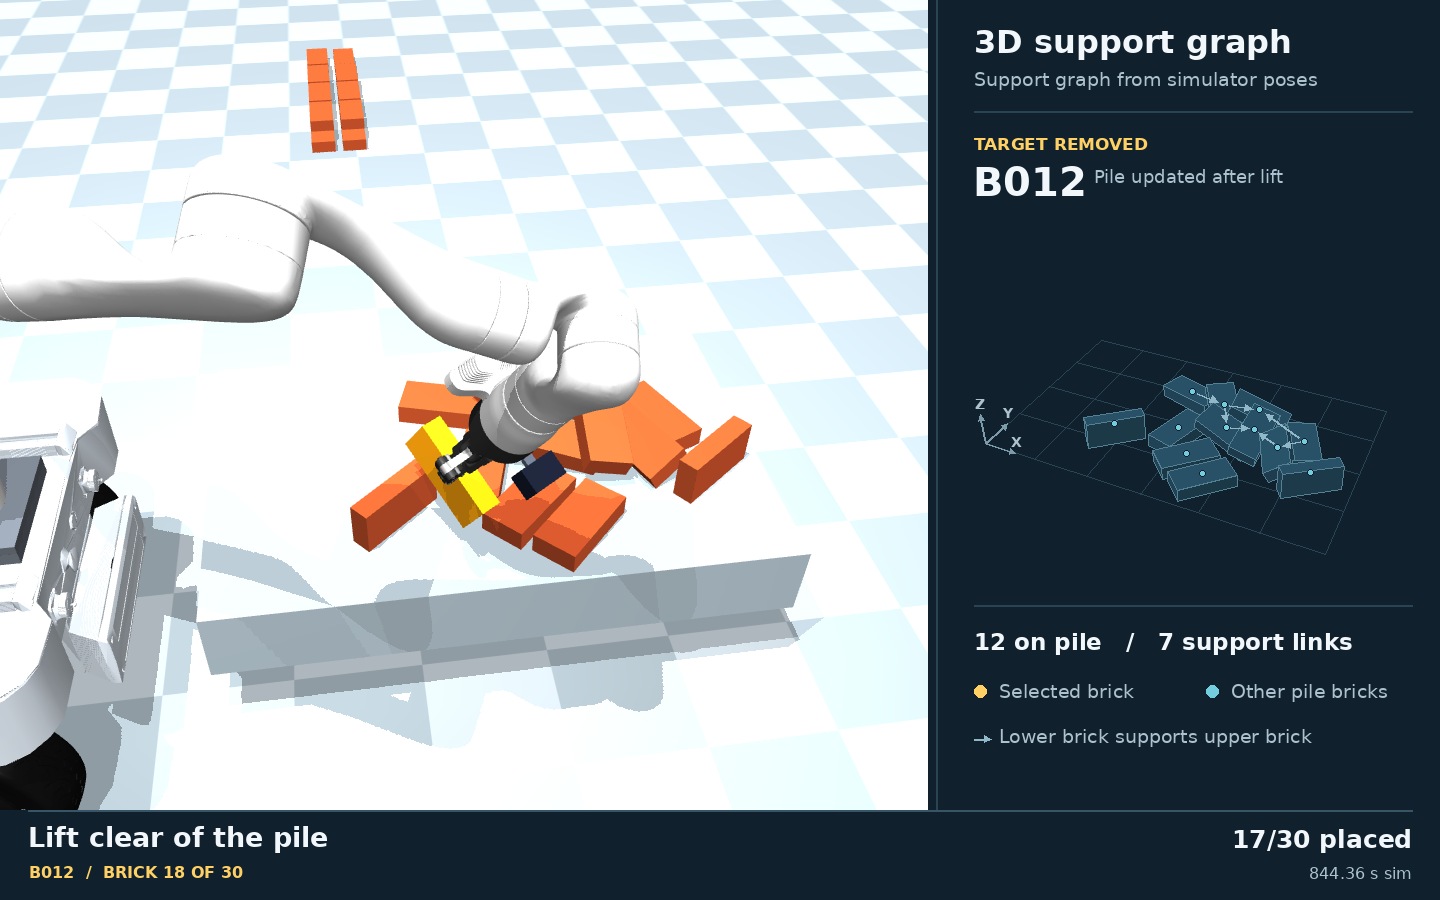 3D support graph
Support graph from simulator poses
TARGET REMOVED
B012 Pile updated after lift
Z
Y
X
12 on pile / 7 support links
Selected brick
Other pile bricks
Lower brick supports upper brick
Lift clear of the pile
17/30 placed
B012 / BRICK 18 OF 30
844.36 s sim